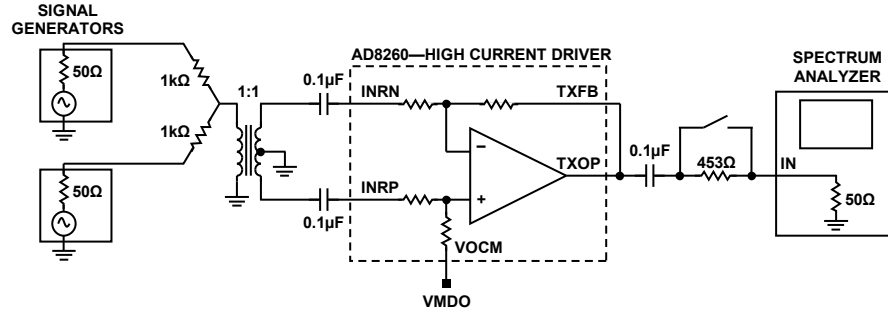 SIGNAL
GENERATORS
50Ω
1kΩ
1kΩ
50Ω
1:1
0.1µF
0.1µF
AD8260—HIGH CURRENT DRIVER
INRN
TXFB
TXOP
INRP
VOCM
VMDO
0.1µF
453Ω
SPECTRUM
ANALYZER
IN
50Ω
−
+